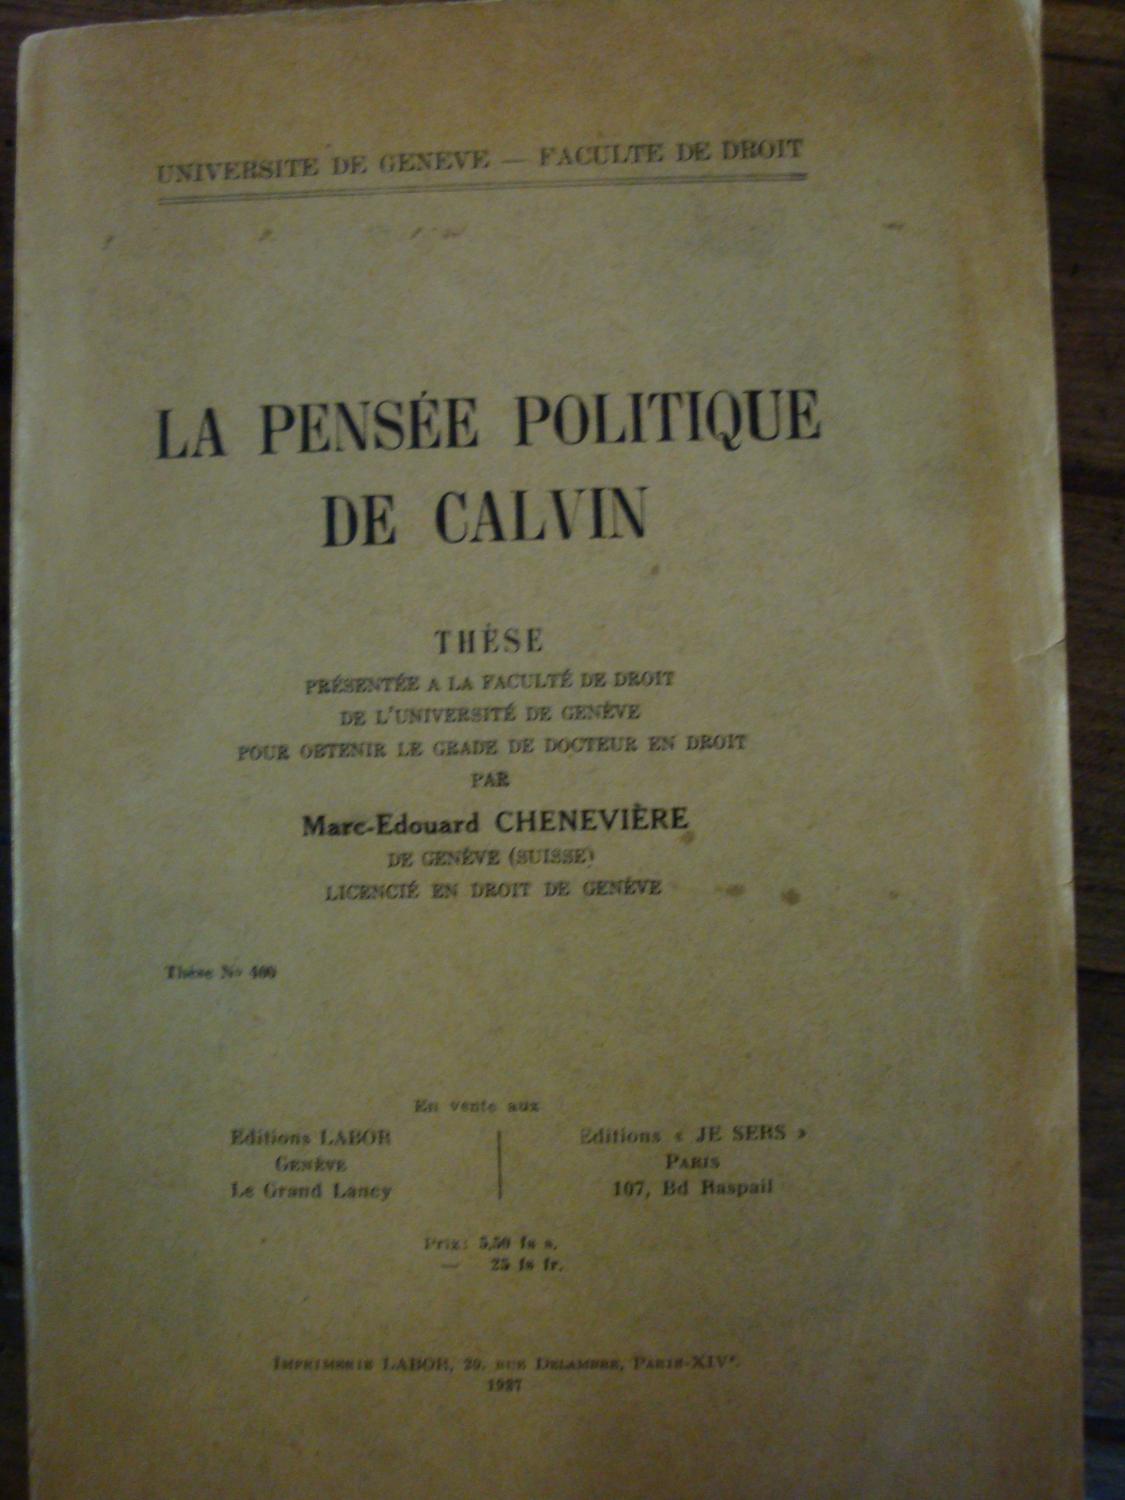 UNIVERSITE DE GENEVE — FACULTE DE DROIT
LA PENSÉE POLITIQUE
DE CALVIN
THÈSE
PRÉSENTÉE A LA FACULTÉ DE DROIT
DE L'UNIVERSITÉ DE GENÈVE
POUR OBTENIR LE GRADE DE DOCTEUR EN DROIT
PAR
Marc-Edouard CHENEVIÈRE
DE GENÈVE (SUISSE)
LICENCIÉ EN DROIT DE GENÈVE
Thèse No
En vente aux
Editions LABOR
GENÈVE
Le Grand Lancy
Editions « JE SERS »
PARIS
107, Bd Raspail
Prix: 5,50 fs s.
— 25 fs fr.
IMPRIMERIE LABOR, RUE DELAMBRE, PARIS-XIVe.